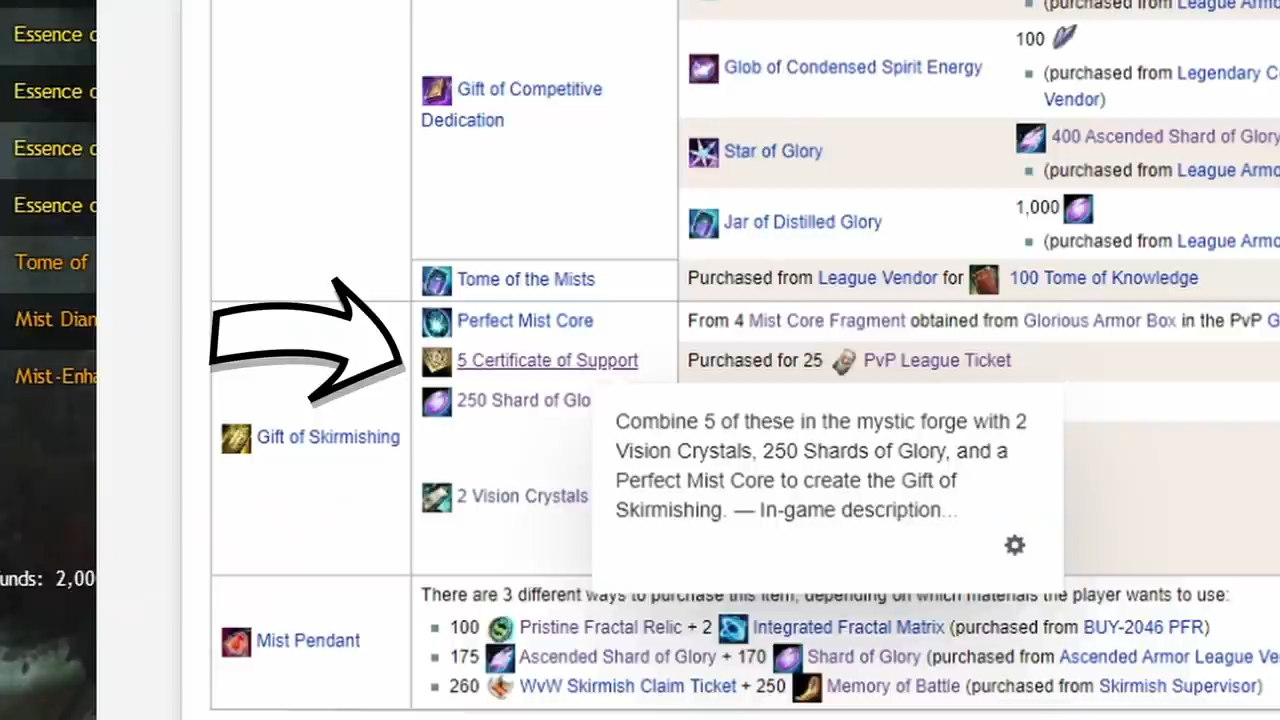 Essence
Essence
Essence
Essence
Tome of
Mist
(purchased from League
100
Gift of Competitive
Dedication
Glob of Condensed Spirit Energy
(purchased from Legendary
Vendor)
Star of Glory
400 Ascended Shard of Glory
(purchased from League
Jar of Distilled Glory
1,000
(purchased from League
Tome of the Mists
Purchased from League Vendor for 100 Tome of Knowledge
Perfect Mist Core
From 4 Mist Core Fragment obtained from Glorious Armor Box in the PvP
5 Certificate of Support
Purchased for 25 PvP League Ticket
250 Shard of Glo
Gift of Skirmishing
2 Vision Crystals
Combine 5 of these in the mystic forge with 2
Vision Crystals, 250 Shards of Glory, and a
Perfect Mist Core to create the Gift of
Skirmishing. — In-game description...
unds: 2,00
There are 3 different ways to purchase this item, depending on which materials the player wants to use:
Mist Pendant
100 Pristine Fractal Relic + 2 Integrated Fractal Matrix (purchased from BUY-2046 PFR)
175 Ascended Shard of Glory + 170 Shard of Glory (purchased from Ascended Armor League
260 WvW Skirmish Claim Ticket + 250 Memory of Battle (purchased from Skirmish Supervisor)